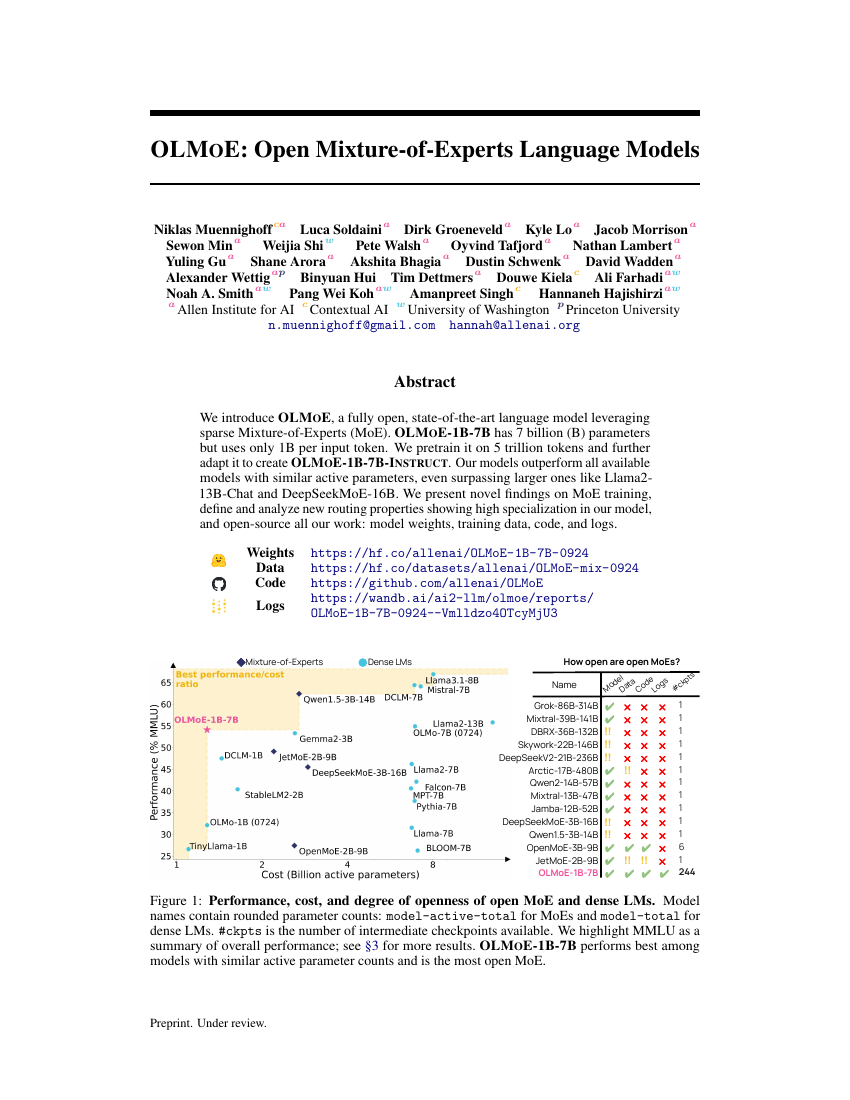 OLMOE: Open Mixture-of-Experts Language Models
Niklas Muennighoff^ca Luca Soldaini^a Dirk Groeneveld^a Kyle Lo^a Jacob Morrison^a
Sewon Min^a Weijia Shi^w Pete Walsh^a Oyvind Tafjord^a Nathan Lambert^a
Yuling Gu^a Shane Arora^a Akshita Bhagia^a Dustin Schwenk^a David Wadden^a
Alexander Wettig^ap Binyuan Hui Tim Dettmers^a Douwe Kiela^c Ali Farhadi^aw
Noah A. Smith^aw Pang Wei Koh^aw Amanpreet Singh^c Hannaneh Hajishirzi^aw
^a Allen Institute for AI ^c Contextual AI ^w University of Washington ^p Princeton University
n.muennighoff@gmail.com hannah@allenai.org
Abstract
We introduce OLMOE, a fully open, state-of-the-art language model leveraging
sparse Mixture-of-Experts (MoE). OLMOE-1B-7B has 7 billion (B) parameters
but uses only 1B per input token. We pretrain it on 5 trillion tokens and further
adapt it to create OLMOE-1B-7B-INSTRUCT. Our models outperform all available
models with similar active parameters, even surpassing larger ones like Llama2-
13B-Chat and DeepSeekMoE-16B. We present novel findings on MoE training,
define and analyze new routing properties showing high specialization in our model,
and open-source all our work: model weights, training data, code, and logs.
Weights https://hf.co/allenai/OLMoE-1B-7B-0924
Data https://hf.co/datasets/allenai/OLMoE-mix-0924
Code https://github.com/allenai/OLMoE
Logs https://wandb.ai/ai2-llm/olmoe/reports/
OLMoE-1B-7B-0924--Vmlldzo4OTcyMjU3
Mixture-of-Experts Dense LMs
Best performance/cost
ratio
Performance (% MMLU)
65
60
55
50
45
40
35
30
25
Llama3.1-8B
Mistral-7B
Qwen1.5-3B-14B DCLM-7B
OLMoE-1B-7B
Llama2-13B
OLMo-7B (0724)
Gemma2-3B
DCLM-1B JetMoE-2B-9B
DeepSeekMoE-3B-16B Llama2-7B
Falcon-7B
StableLM2-2B MPT-7B
Pythia-7B
OLMo-1B (0724)
Llama-7B
TinyLlama-1B OpenMoE-2B-9B BLOOM-7B
1 2 4 8
Cost (Billion active parameters)
How open are open MoEs?
Name Model Data Code Logs #ckpts
Grok-86B-314B ✔ ✘ ✘ ✘ 1
Mixtral-39B-141B ✔ ✘ ✘ ✘ 1
DBRX-36B-132B !! ✘ ✘ ✘ 1
Skywork-22B-146B !! ✘ ✘ ✘ 1
DeepSeekV2-21B-236B !! ✘ ✘ ✘ 1
Arctic-17B-480B ✔ !! ✘ ✘ 1
Qwen2-14B-57B ✔ ✘ ✘ ✘ 1
Mixtral-13B-47B ✔ ✘ ✘ ✘ 1
Jamba-12B-52B ✔ ✘ ✘ ✘ 1
DeepSeekMoE-3B-16B !! ✘ ✘ ✘ 1
Qwen1.5-3B-14B !! ✘ ✘ ✘ 1
OpenMoE-3B-9B ✔ ✔ ✔ ✘ 6
JetMoE-2B-9B ✔ !! !! ✘ 1
OLMoE-1B-7B ✔ ✔ ✔ ✔ 244
Figure 1: Performance, cost, and degree of openness of open MoE and dense LMs. Model
names contain rounded parameter counts: model-active-total for MoEs and model-total for
dense LMs. #ckpts is the number of intermediate checkpoints available. We highlight MMLU as a
summary of overall performance; see §3 for more results. OLMOE-1B-7B performs best among
models with similar active parameter counts and is the most open MoE.
Preprint. Under review.